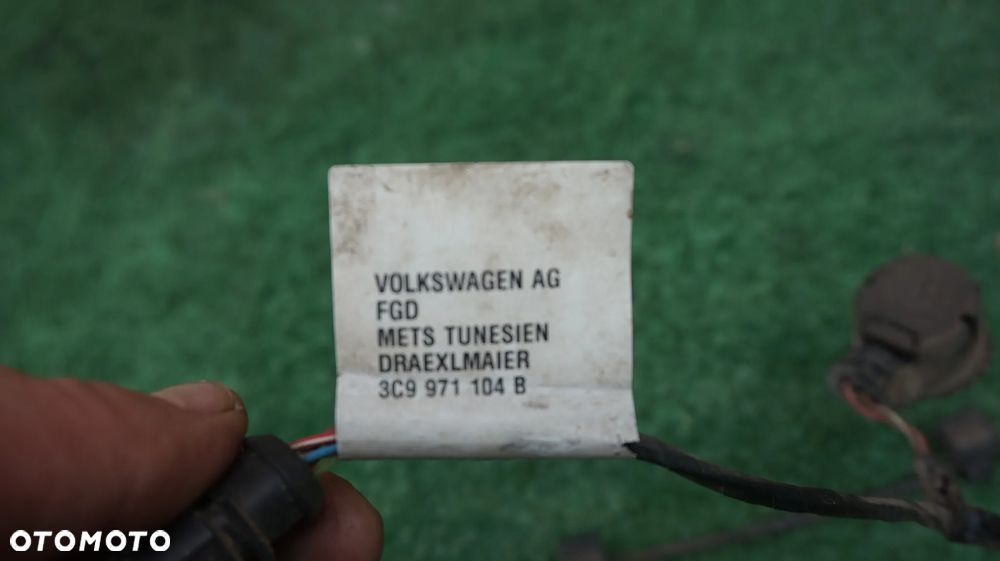 VOLKSWAGEN AG
FGD
METS TUNESIEN
DRAEXLMAIER
3C9 971 104 B
OTOMOTO